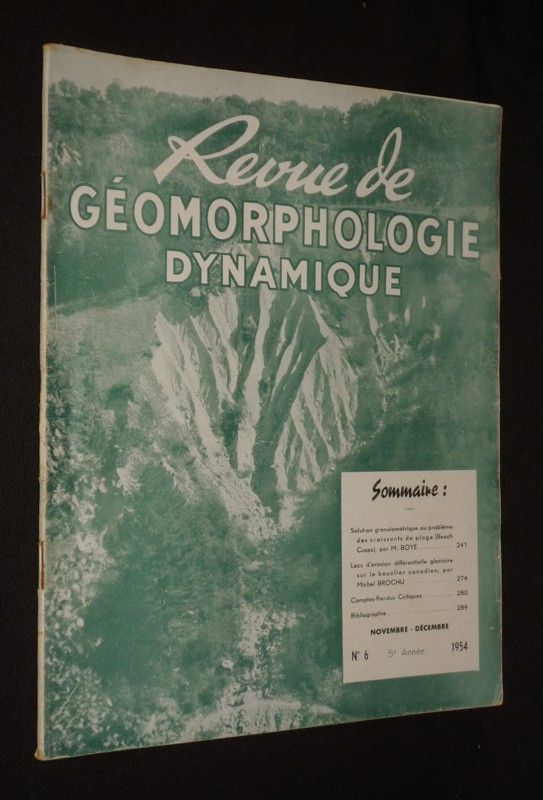 Revue de
GÉOMORPHOLOGIE
DYNAMIQUE
Sommaire :
....
Solution granulométrique au problème
des croissants de plage (Beach
Cusps), par M. BOYÉ ........... 241
Lacs d'érosion différentielle glaciaire
sur le bouclier canadien, par
Michel BROCHU ............... 274
Comptes-Rendus Critiques .......... 280
Bibliographie .................... 289
NOVEMBRE - DÉCEMBRE
N° 6 5e Année 1954